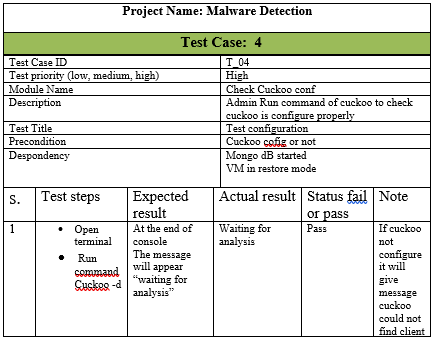 Project Name: Malware Detection
Test Case: 4
Test Case ID T_04
Test priority (low, medium, high) High
Module Name Check Cuckoo conf
Description Admin Run command of cuckoo to check
cuckoo is configure properly
Test Title Test configuration
Precondition Cuckoo cofig or not
Despondency Mongo dB started
VM in restore mode
S. Test steps Expected result Actual result Status fail or pass Note
1
• Open
terminal
• Run
command
Cuckoo -d
At the end of
console
The message
will appear
“waiting for
analysis”
Waiting for
analysis
Pass
If cuckoo
not
configure
it will
give
message
cuckoo
could not
find client